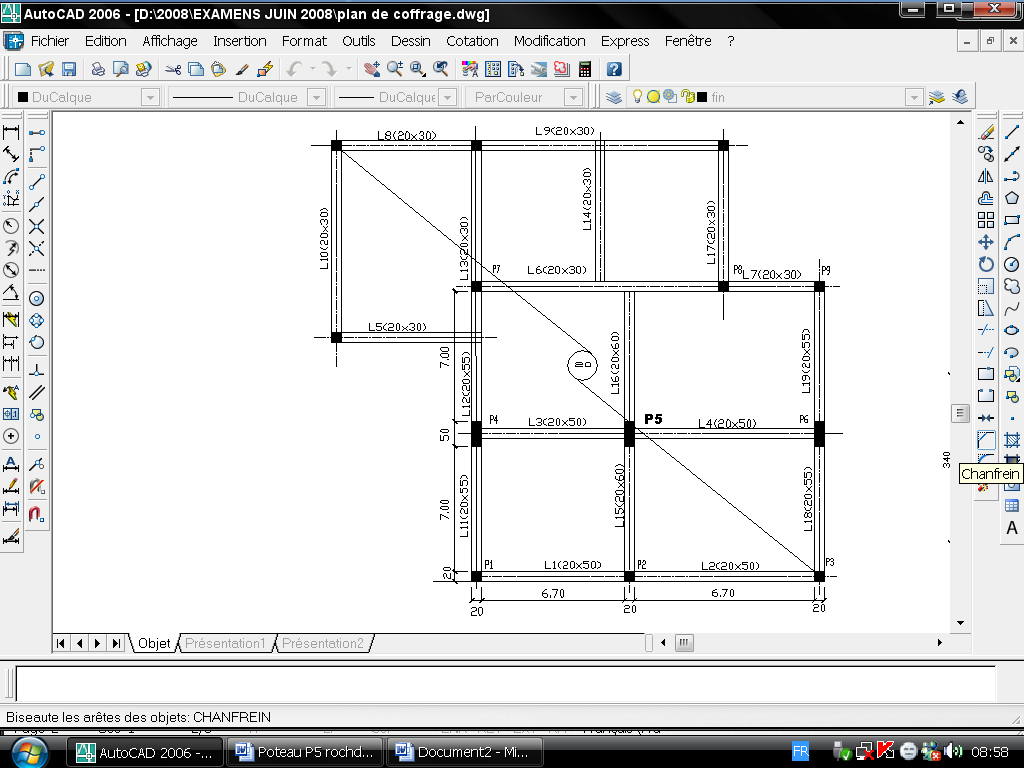 AutoCAD 2006 - [D:\2008\EXAMENS JUIN 2008\plan de coffrage.dwg]
Fichier Edition Affichage Insertion Format Outils Dessin Cotation Modification Express Fenêtre ?
DuCalque DuCalque DuCalque ParCouleur fin
L8(20x30) L9(20x30)
L10(20x30) L13(20x30) L14(20x30) L17(20x30)
P7 L6(20x30) P8 L7(20x30) P9
L5(20x30)
7.00 L12(20x55) L16(20x60) L19(20x55)
P4 L3(20x50) P5 L4(20x50) P6
50
340
Chanfrein
7.00 L11(20x55) L15(20x60) L18(20x55)
P1 L1(20x50) P2 L2(20x50) P3
20
6.70 6.70
20 20 20
A
Objet Présentation1 Présentation2
Biseaute les arêtes des objets: CHANFREIN
AutoCAD 2006 - ... Poteau P5 rochd... Document2 - Mi... FR 08:58